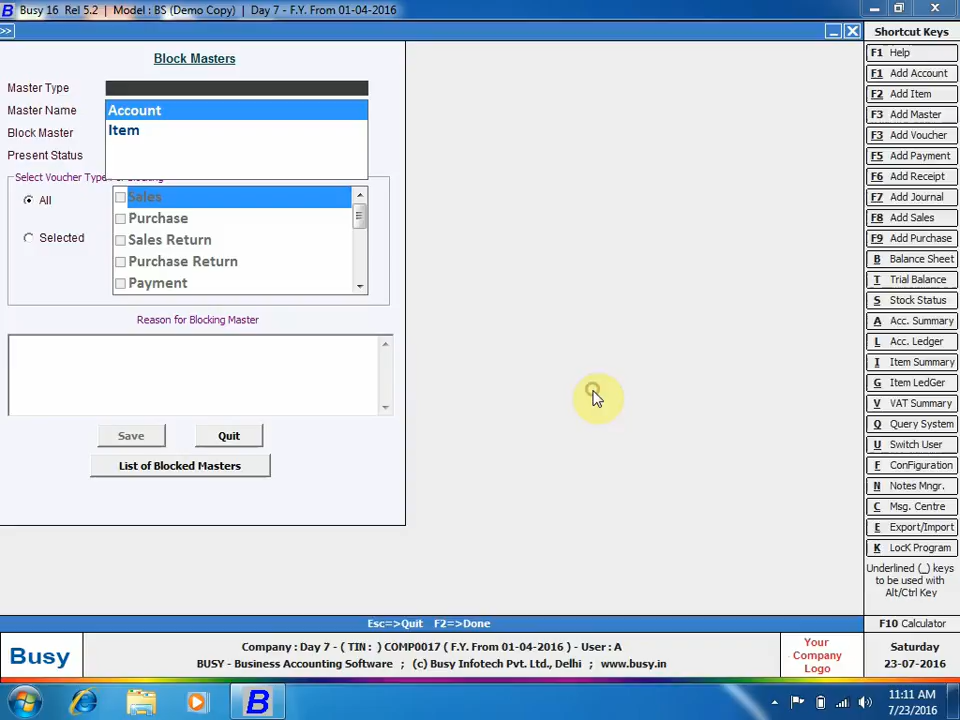 B Busy 16 Rel 5.2 | Model : BS (Demo Copy) | Day 7 - F.Y. From 01-04-2016
>>
Block Masters
Master Type
Master Name
Account
Block Master
Item
Present Status
All
Sales
Purchase
Selected
Sales Return
Purchase Return
Payment
Reason for Blocking Master
Save Quit
List of Blocked Masters
Shortcut Keys
F1 Help
F1 Add Account
F2 Add Item
F3 Add Master
F3 Add Voucher
F5 Add Payment
F6 Add Receipt
F7 Add Journal
F8 Add Sales
F9 Add Purchase
B Balance Sheet
T Trial Balance
S Stock Status
A Acc. Summary
L Acc. Ledger
I Item Summary
G Item LedGer
V VAT Summary
Q Query System
U Switch User
F ConFiguration
N Notes Mngr.
C Msg. Centre
E Export/Import
K LocK Program
Underlined (_) keys
to be used with
Alt/Ctrl Key
Esc=>Quit F2=>Done
F10 Calculator
Busy
Company : Day 7 - ( TIN : ) COMP0017 ( F.Y. From 01-04-2016 ) - User : A
BUSY - Business Accounting Software ; (c) Busy Infotech Pvt. Ltd., Delhi ; www.busy.in
Your
Company
Logo
Saturday
23-07-2016
B
11:11 AM
7/23/2016